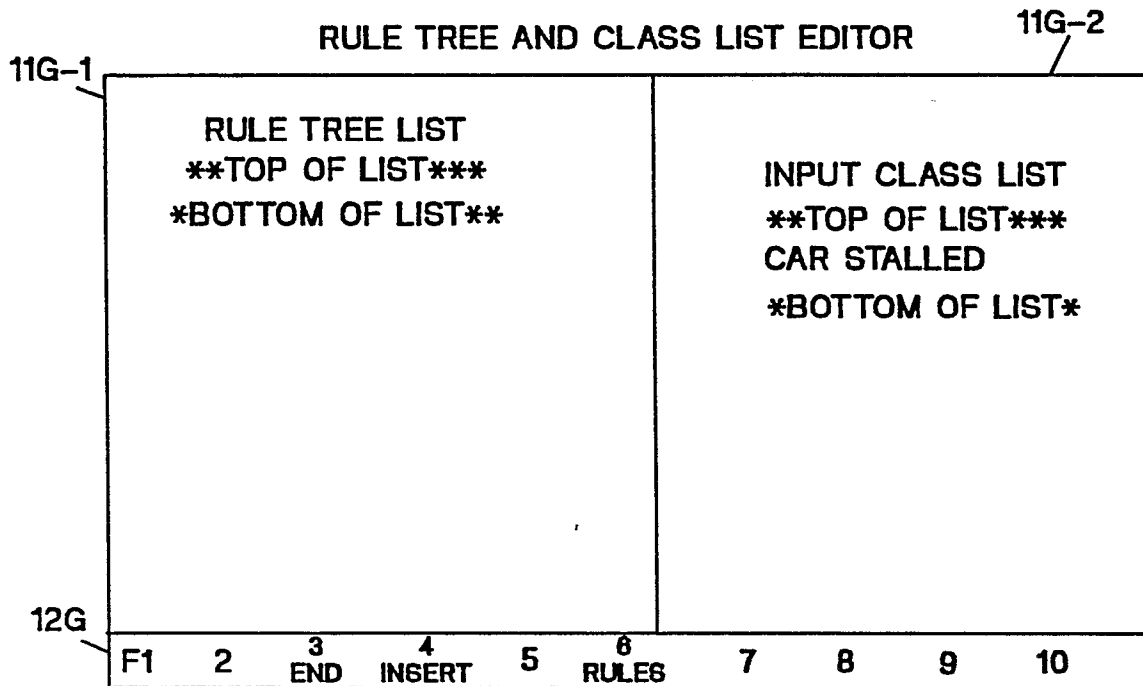 RULE TREE AND CLASS LIST EDITOR
11G-2
11G-1
RULE TREE LIST
**TOP OF LIST***
*BOTTOM OF LIST**
INPUT CLASS LIST
**TOP OF LIST***
CAR STALLED
*BOTTOM OF LIST*
12G
F1 2 3 4 5 6 7 8 9 10
END INSERT RULES